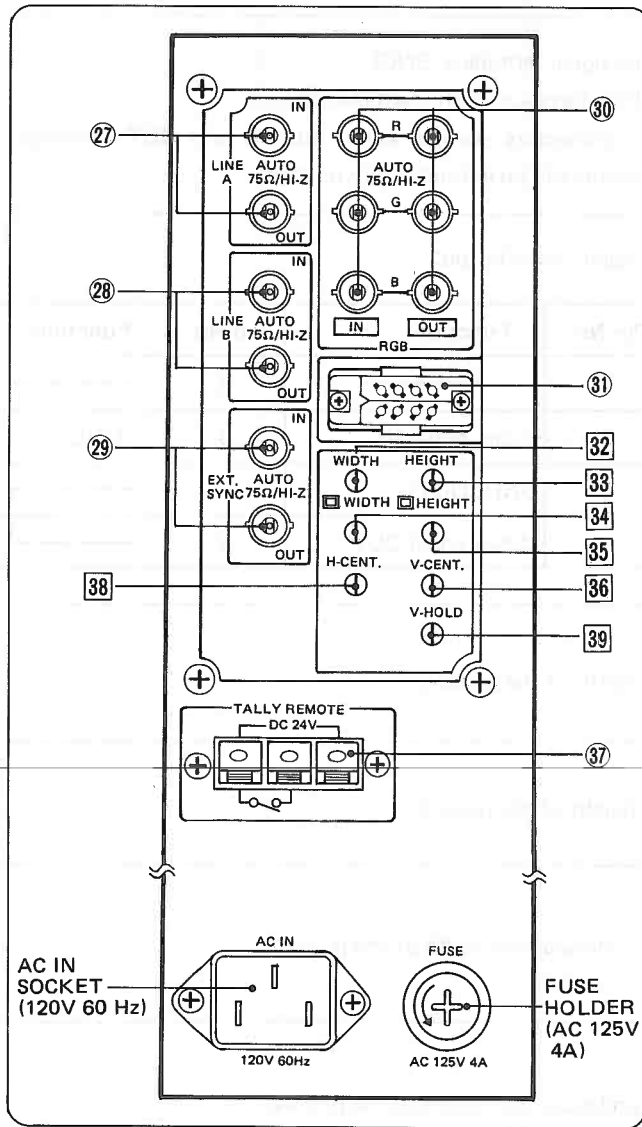 IN
27
LINE A
AUTO
75Ω/HI-Z
OUT
IN
28
LINE B
AUTO
75Ω/HI-Z
OUT
IN
29
EXT. SYNC
AUTO
75Ω/HI-Z
OUT
30
R
AUTO
75Ω/HI-Z
G
B
IN OUT
RGB
31
32
WIDTH HEIGHT
33
WIDTH HEIGHT
34
35
H-CENT. V-CENT.
38
36
V-HOLD
39
TALLY REMOTE
DC 24V
37
AC IN
SOCKET
(120V 60 Hz)
AC IN
120V 60Hz
FUSE
AC 125V 4A
FUSE
HOLDER
(AC 125V
4A)